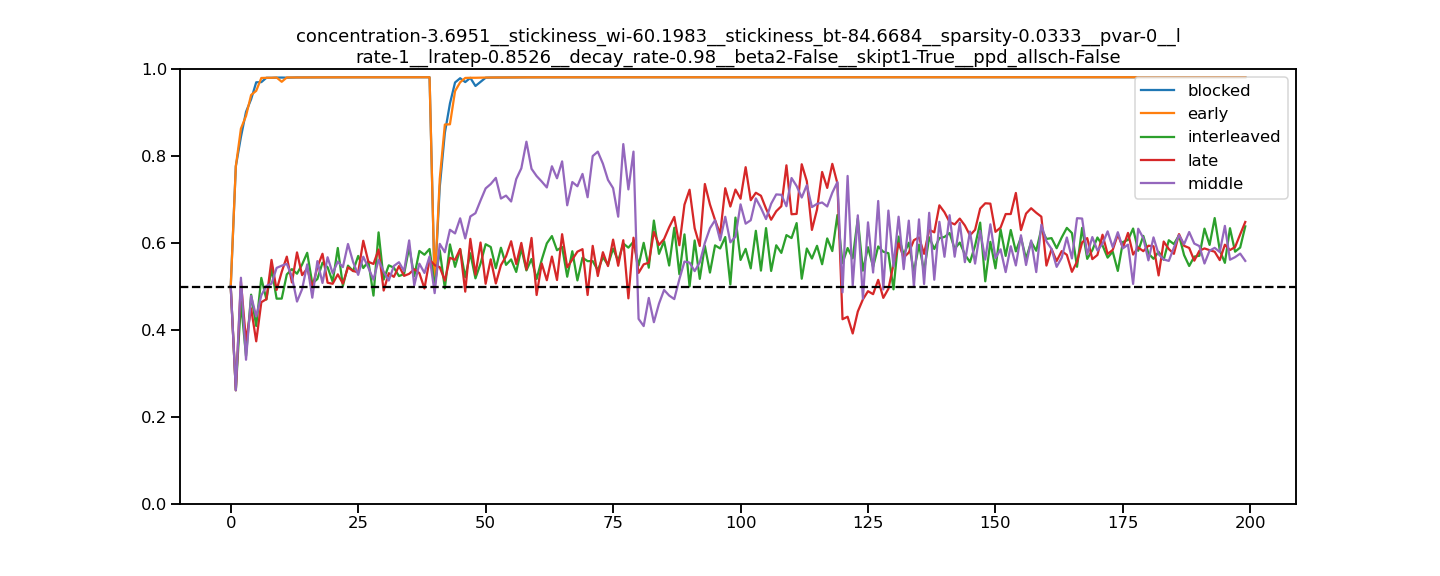 concentration-3.6951__stickiness_wi-60.1983__stickiness_bt-84.6684__sparsity-0.0333__pvar-0__l
rate-1__lratep-0.8526__decay_rate-0.98__beta2-False__skipt1-True__ppd_allsch-False
1.0
0.8
0.6
0.4
0.2
0.0
blocked
early
interleaved
late
middle
0 25 50 75 100 125 150 175 200